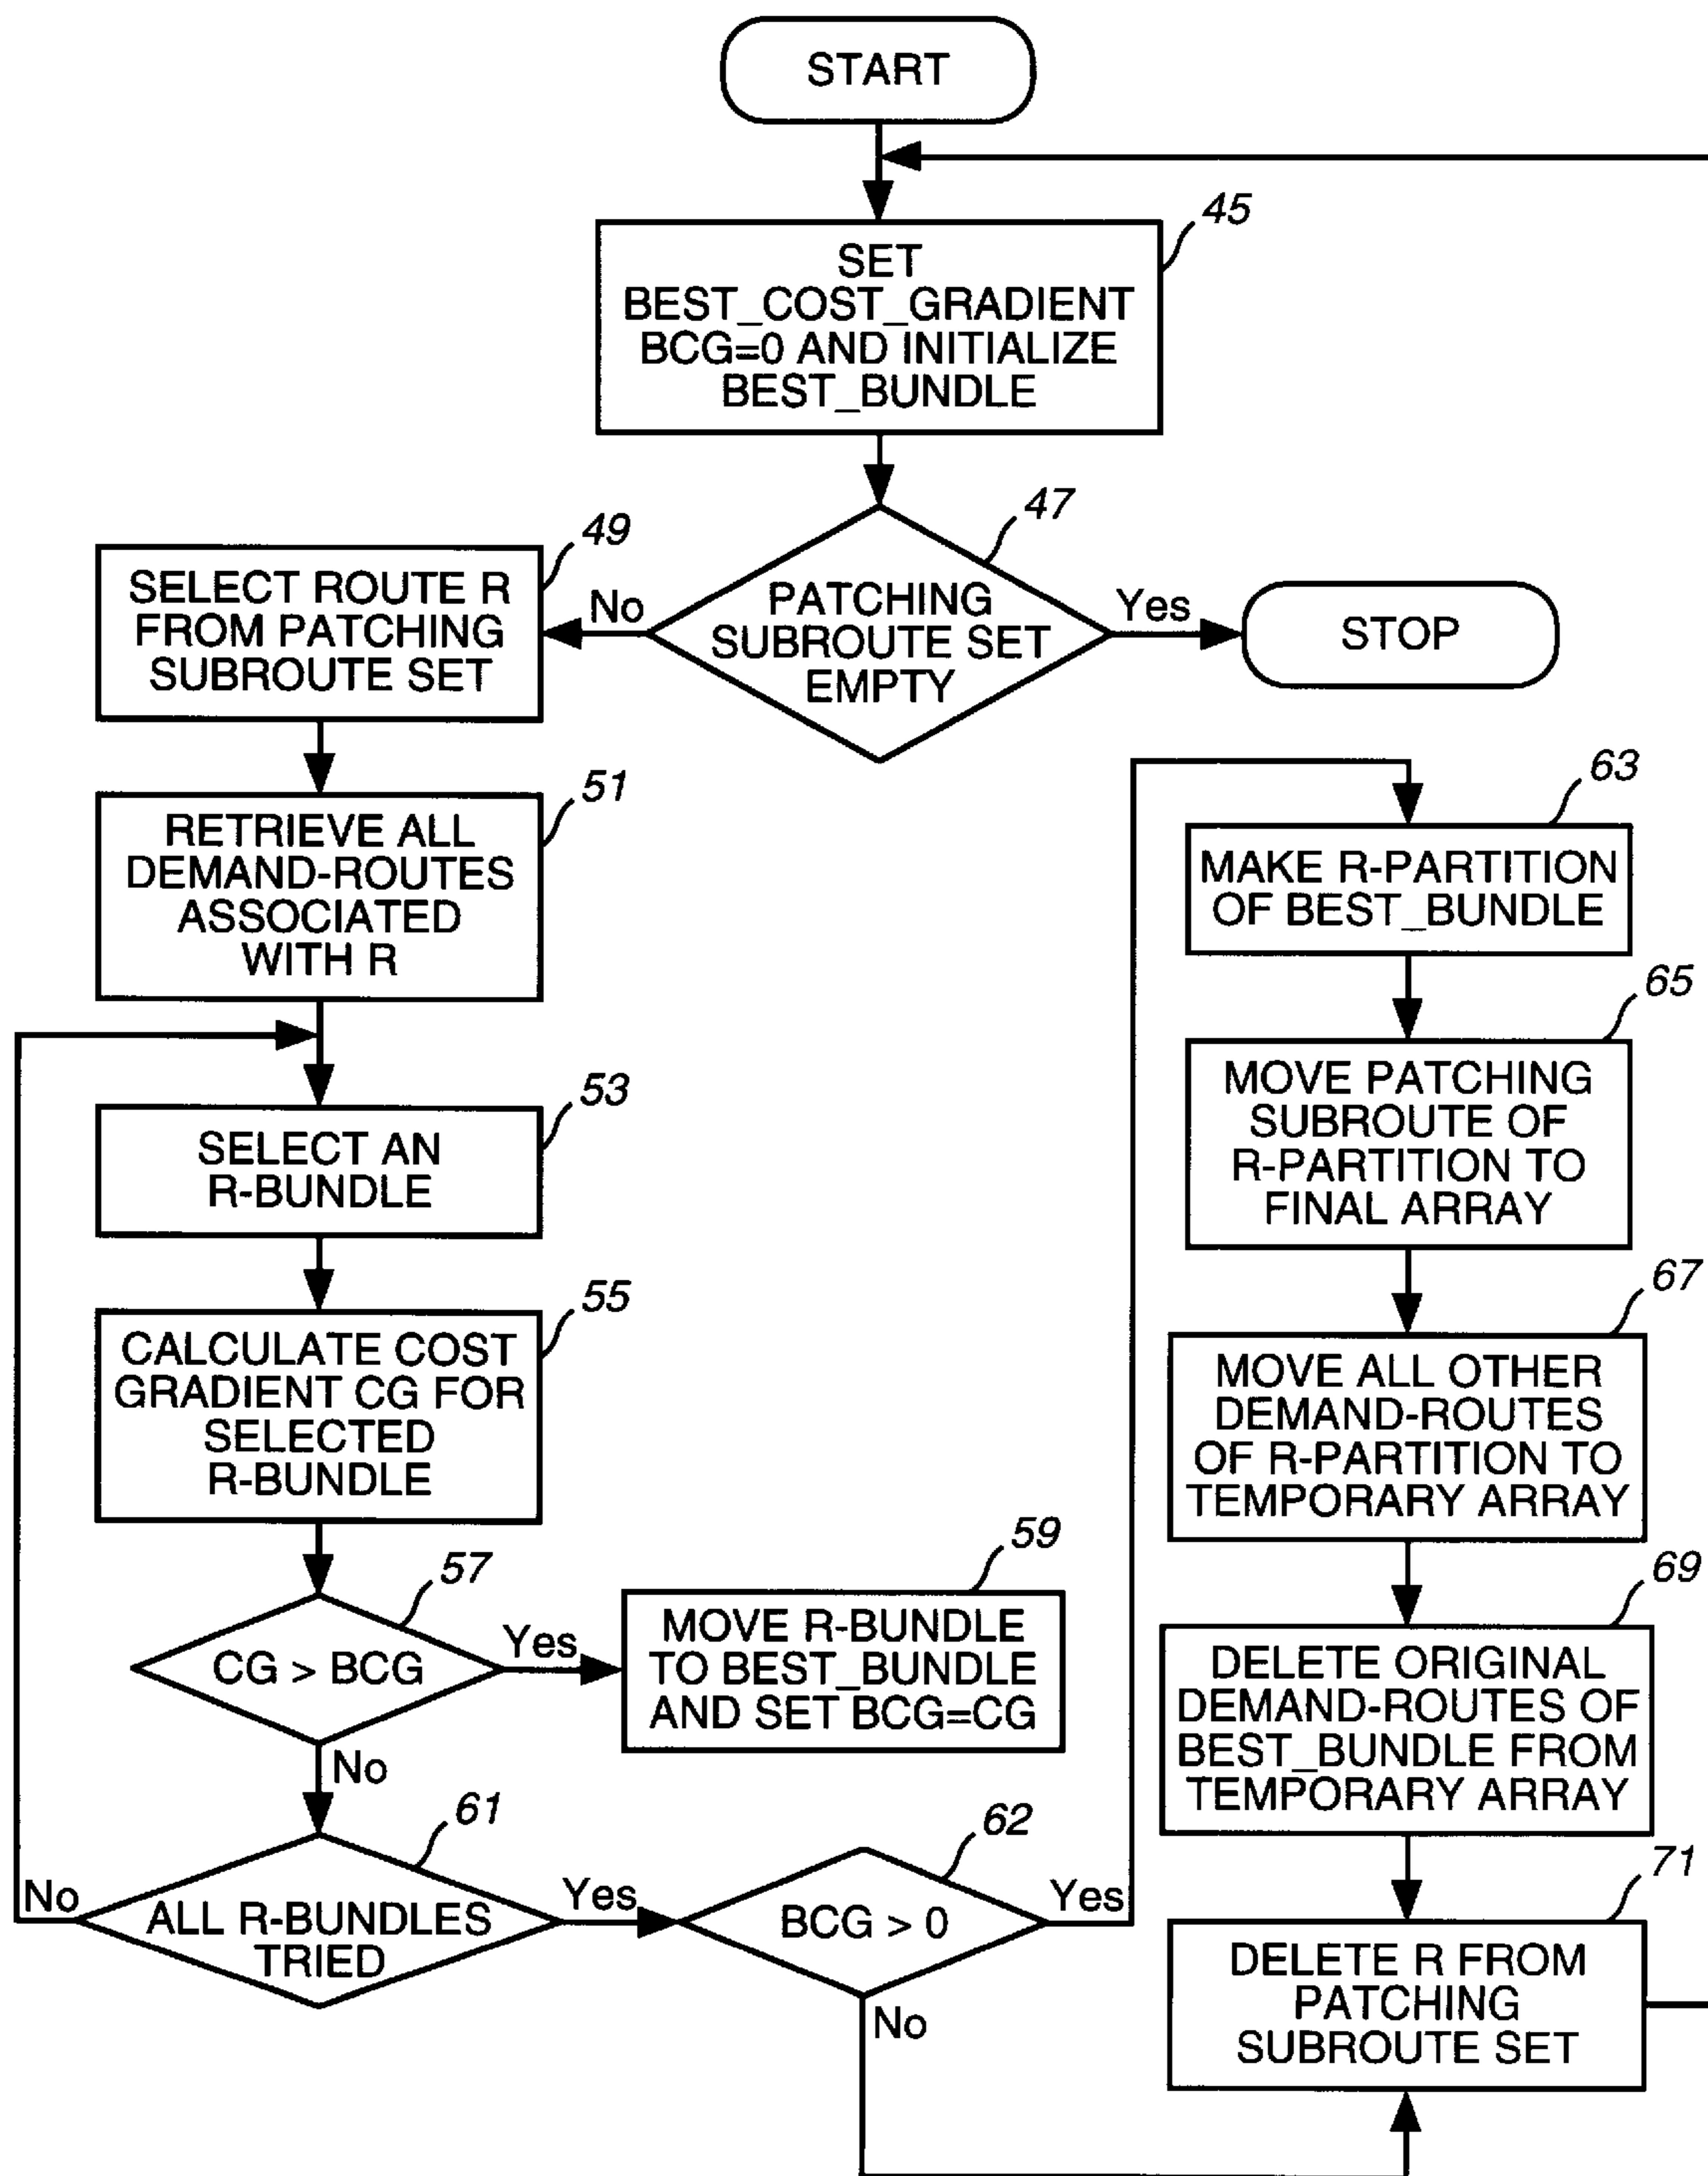 START
45
SET
BEST_COST_GRADIENT
BCG=0 AND INITIALIZE
BEST_BUNDLE
47
PATCHING
SUBROUTE SET
EMPTY
No
Yes
STOP
49
SELECT ROUTE R
FROM PATCHING
SUBROUTE SET
51
RETRIEVE ALL
DEMAND-ROUTES
ASSOCIATED
WITH R
53
SELECT AN
R-BUNDLE
55
CALCULATE COST
GRADIENT CG FOR
SELECTED
R-BUNDLE
57
CG > BCG
Yes
No
59
MOVE R-BUNDLE
TO BEST_BUNDLE
AND SET BCG=CG
61
ALL R-BUNDLES
TRIED
No
Yes
62
BCG > 0
Yes
No
63
MAKE R-PARTITION
OF BEST_BUNDLE
65
MOVE PATCHING
SUBROUTE OF
R-PARTITION TO
FINAL ARRAY
67
MOVE ALL OTHER
DEMAND-ROUTES
OF R-PARTITION TO
TEMPORARY ARRAY
69
DELETE ORIGINAL
DEMAND-ROUTES OF
BEST_BUNDLE FROM
TEMPORARY ARRAY
71
DELETE R FROM
PATCHING
SUBROUTE SET